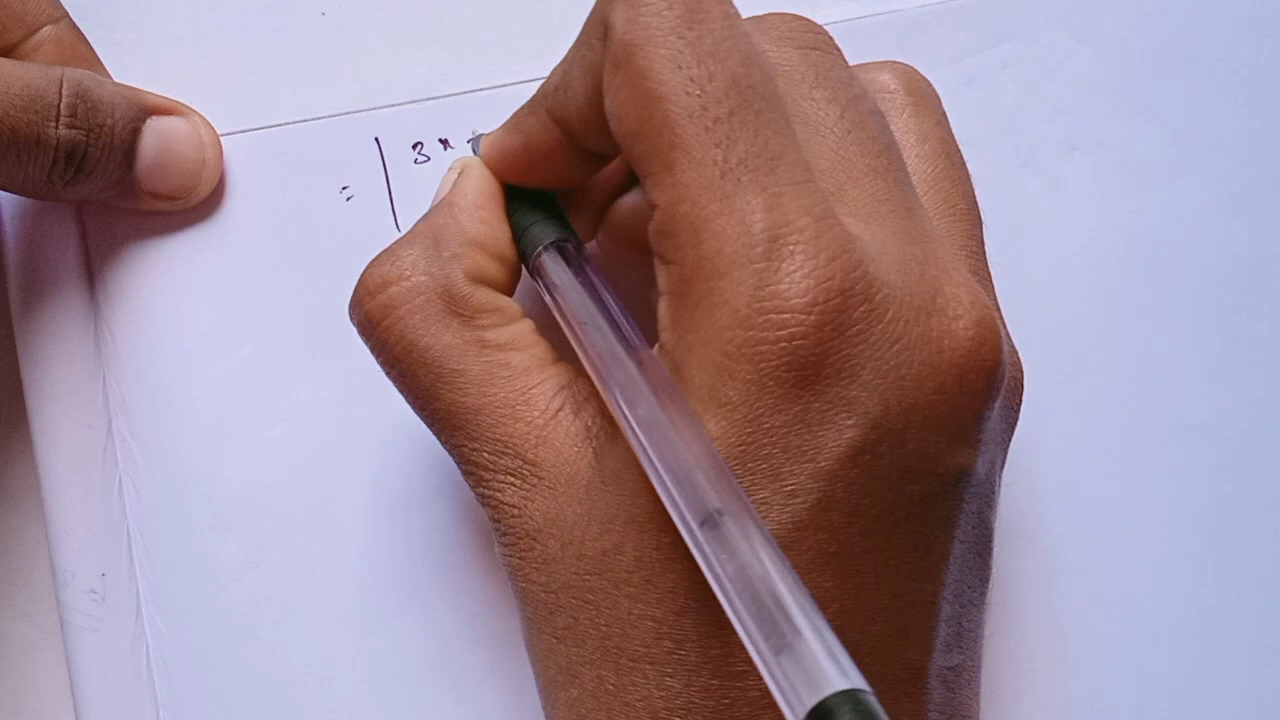 = | 3x